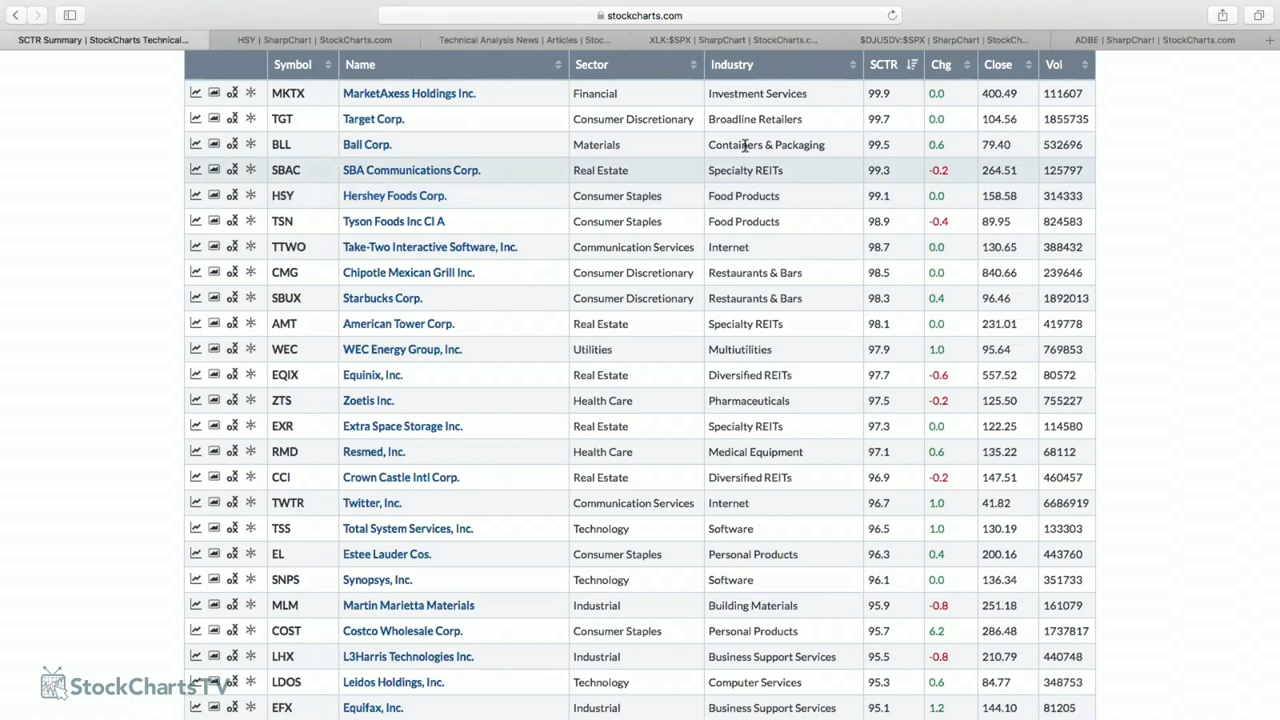 stockcharts.com
SCTR Summary | StockCharts Technical... HSY | SharpChart | StockCharts.com Technical Analysis News | Articles | Stoc... XLK:$SPX | SharpChart | StockCharts.c... $DJUSDV:$SPX | SharpChart | StockCh... ADBE | SharpChart | StockCharts.com
Symbol Name Sector Industry SCTR Chg Close Vol
MKTX MarketAxess Holdings Inc. Financial Investment Services 99.9 0.0 400.49 111607
TGT Target Corp. Consumer Discretionary Broadline Retailers 99.7 0.0 104.56 1855735
BLL Ball Corp. Materials Containers & Packaging 99.5 0.6 79.40 532696
SBAC SBA Communications Corp. Real Estate Specialty REITs 99.3 -0.2 264.51 125797
HSY Hershey Foods Corp. Consumer Staples Food Products 99.1 0.0 158.58 314333
TSN Tyson Foods Inc Cl A Consumer Staples Food Products 98.9 -0.4 89.95 824583
TTWO Take-Two Interactive Software, Inc. Communication Services Internet 98.7 0.0 130.65 388432
CMG Chipotle Mexican Grill Inc. Consumer Discretionary Restaurants & Bars 98.5 0.0 840.66 239646
SBUX Starbucks Corp. Consumer Discretionary Restaurants & Bars 98.3 0.4 96.46 1892013
AMT American Tower Corp. Real Estate Specialty REITs 98.1 0.0 231.01 419778
WEC WEC Energy Group, Inc. Utilities Multiutilities 97.9 1.0 95.64 769853
EQIX Equinix, Inc. Real Estate Diversified REITs 97.7 -0.6 557.52 80572
ZTS Zoetis Inc. Health Care Pharmaceuticals 97.5 -0.2 125.50 755227
EXR Extra Space Storage Inc. Real Estate Specialty REITs 97.3 0.0 122.25 114580
RMD Resmed, Inc. Health Care Medical Equipment 97.1 0.6 135.22 68112
CCI Crown Castle Intl Corp. Real Estate Diversified REITs 96.9 -0.2 147.51 460457
TWTR Twitter, Inc. Communication Services Internet 96.7 1.0 41.82 6686919
TSS Total System Services, Inc. Technology Software 96.5 1.0 130.19 133303
EL Estee Lauder Cos. Consumer Staples Personal Products 96.3 0.4 200.16 443760
SNPS Synopsys, Inc. Technology Software 96.1 0.0 136.34 351733
MLM Martin Marietta Materials Industrial Building Materials 95.9 -0.8 251.18 161079
COST Costco Wholesale Corp. Consumer Staples Personal Products 95.7 6.2 286.48 1737817
LHX L3Harris Technologies Inc. Industrial Business Support Services 95.5 -0.8 210.79 440748
LDOS Leidos Holdings, Inc. Technology Computer Services 95.3 0.6 84.77 348753
EFX Equifax, Inc. Industrial Business Support Services 95.1 1.2 144.10 81205
StockChartsTV